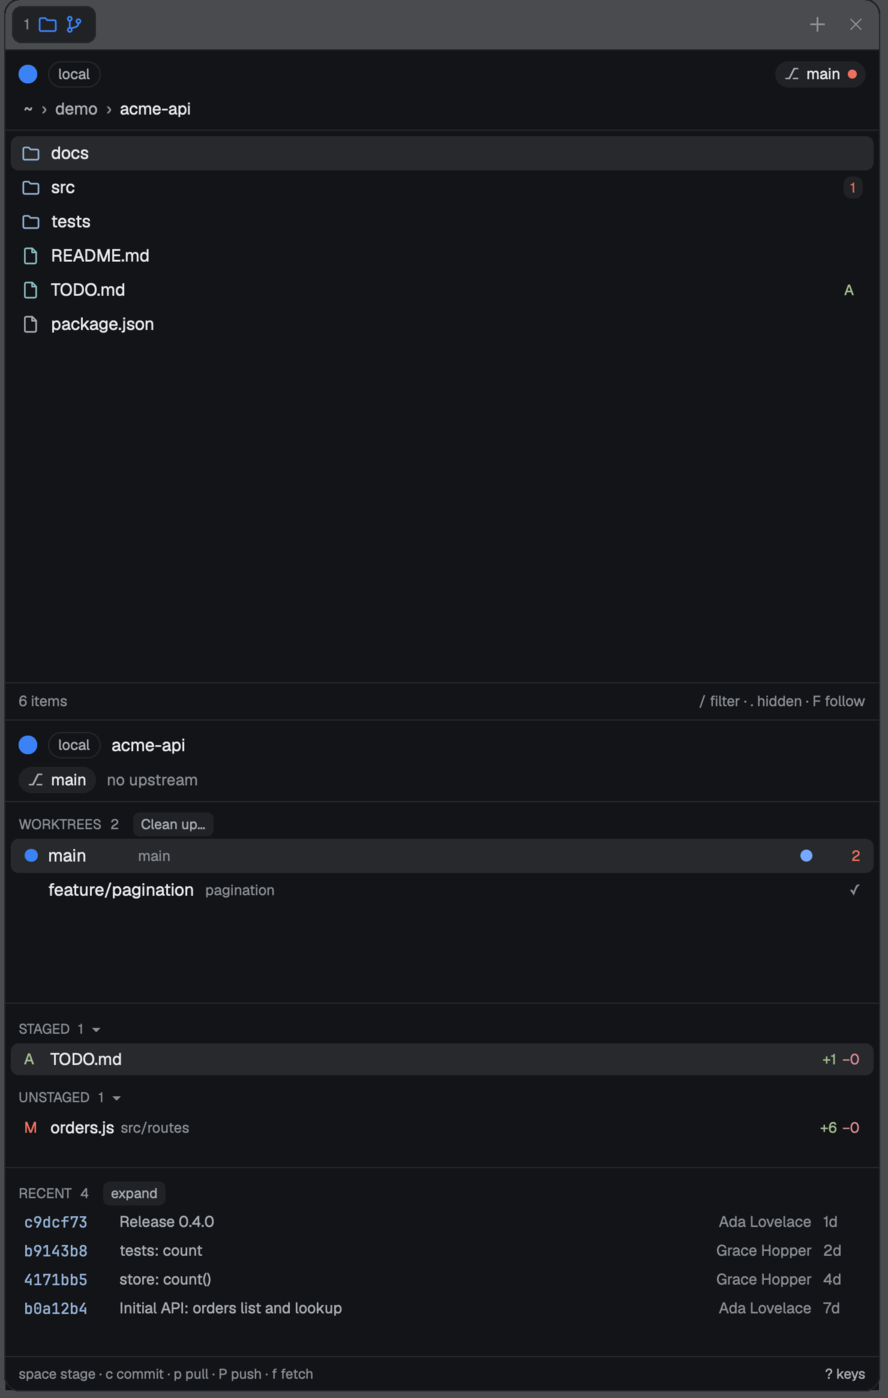 1
local main
~ › demo › acme-api
docs
src 1
tests
README.md
TODO.md A
package.json
6 items / filter · . hidden · F follow
local acme-api
main no upstream
WORKTREES 2 Clean up...
main main 2
feature/pagination pagination ✓
STAGED 1
A TODO.md +1 −0
UNSTAGED 1
M orders.js src/routes +6 −0
RECENT 4 expand
c9dcf73 Release 0.4.0 Ada Lovelace 1d
b9143b8 tests: count Grace Hopper 2d
4171bb5 store: count() Grace Hopper 4d
b0a12b4 Initial API: orders list and lookup Ada Lovelace 7d
space stage · c commit · p pull · P push · f fetch ? keys